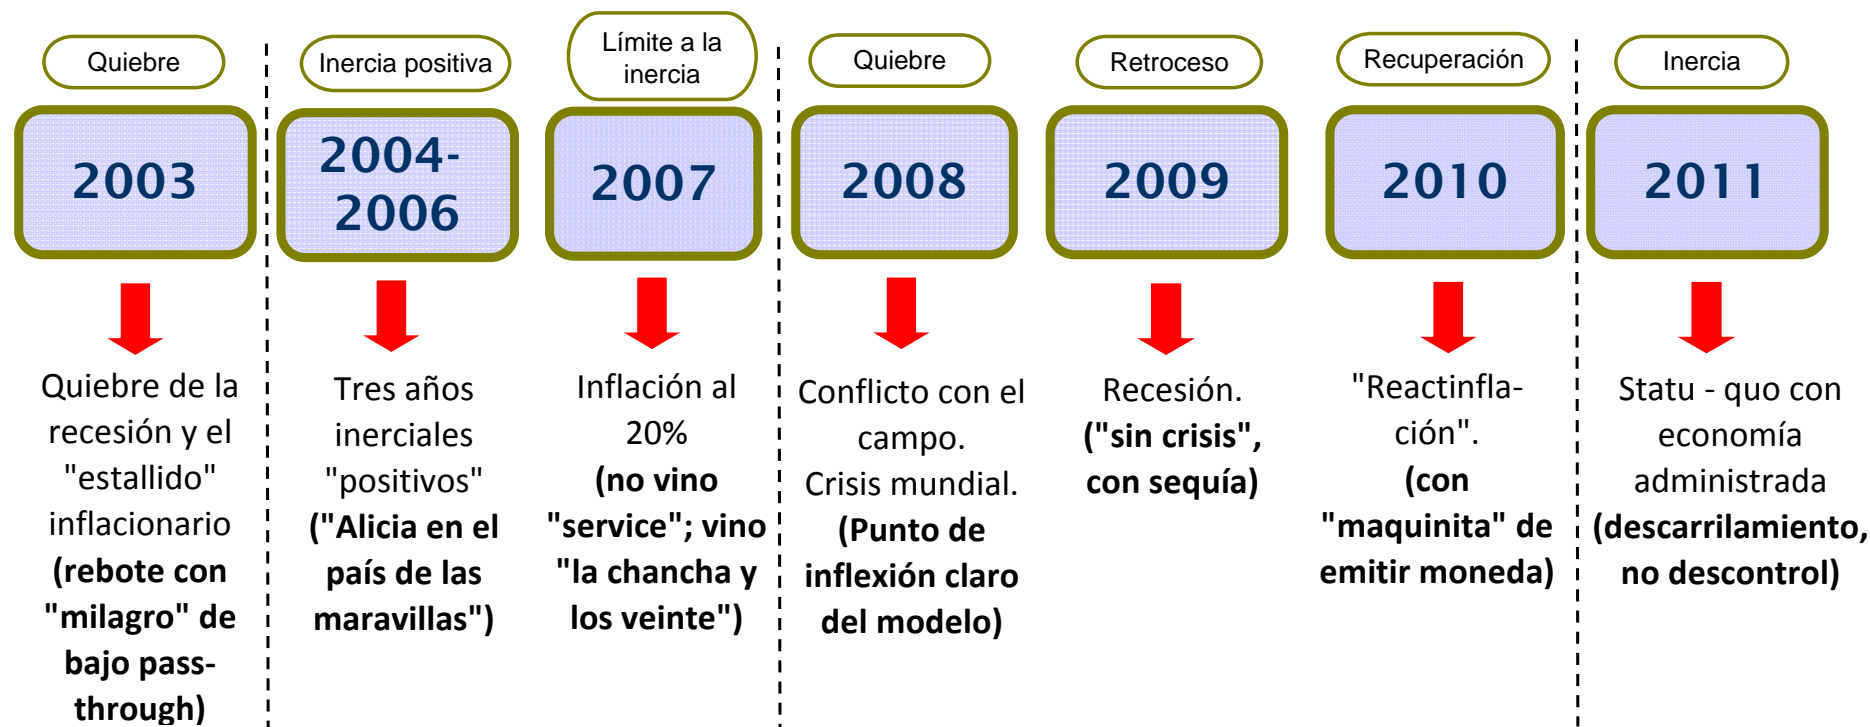 Quiebre
2003
Quiebre de la
recesión y el
"estallido"
inflacionario
(rebote con
"milagro" de
bajo pass-
through)
Inercia positiva
2004-
2006
Tres años
inerciales
"positivos"
("Alicia en el
país de las
maravillas")
Límite a la
inercia
2007
Inflación al
20%
(no vino
"service"; vino
"la chancha y
los veinte")
Quiebre
2008
Conflicto con el
campo.
Crisis mundial.
(Punto de
inflexión claro
del modelo)
Retroceso
2009
Recesión.
("sin crisis",
con sequía)
Recuperación
2010
"Reactinfla-
ción".
(con
"maquinita" de
emitir moneda)
Inercia
2011
Statu - quo con
economía
administrada
(descarrilamiento,
no descontrol)